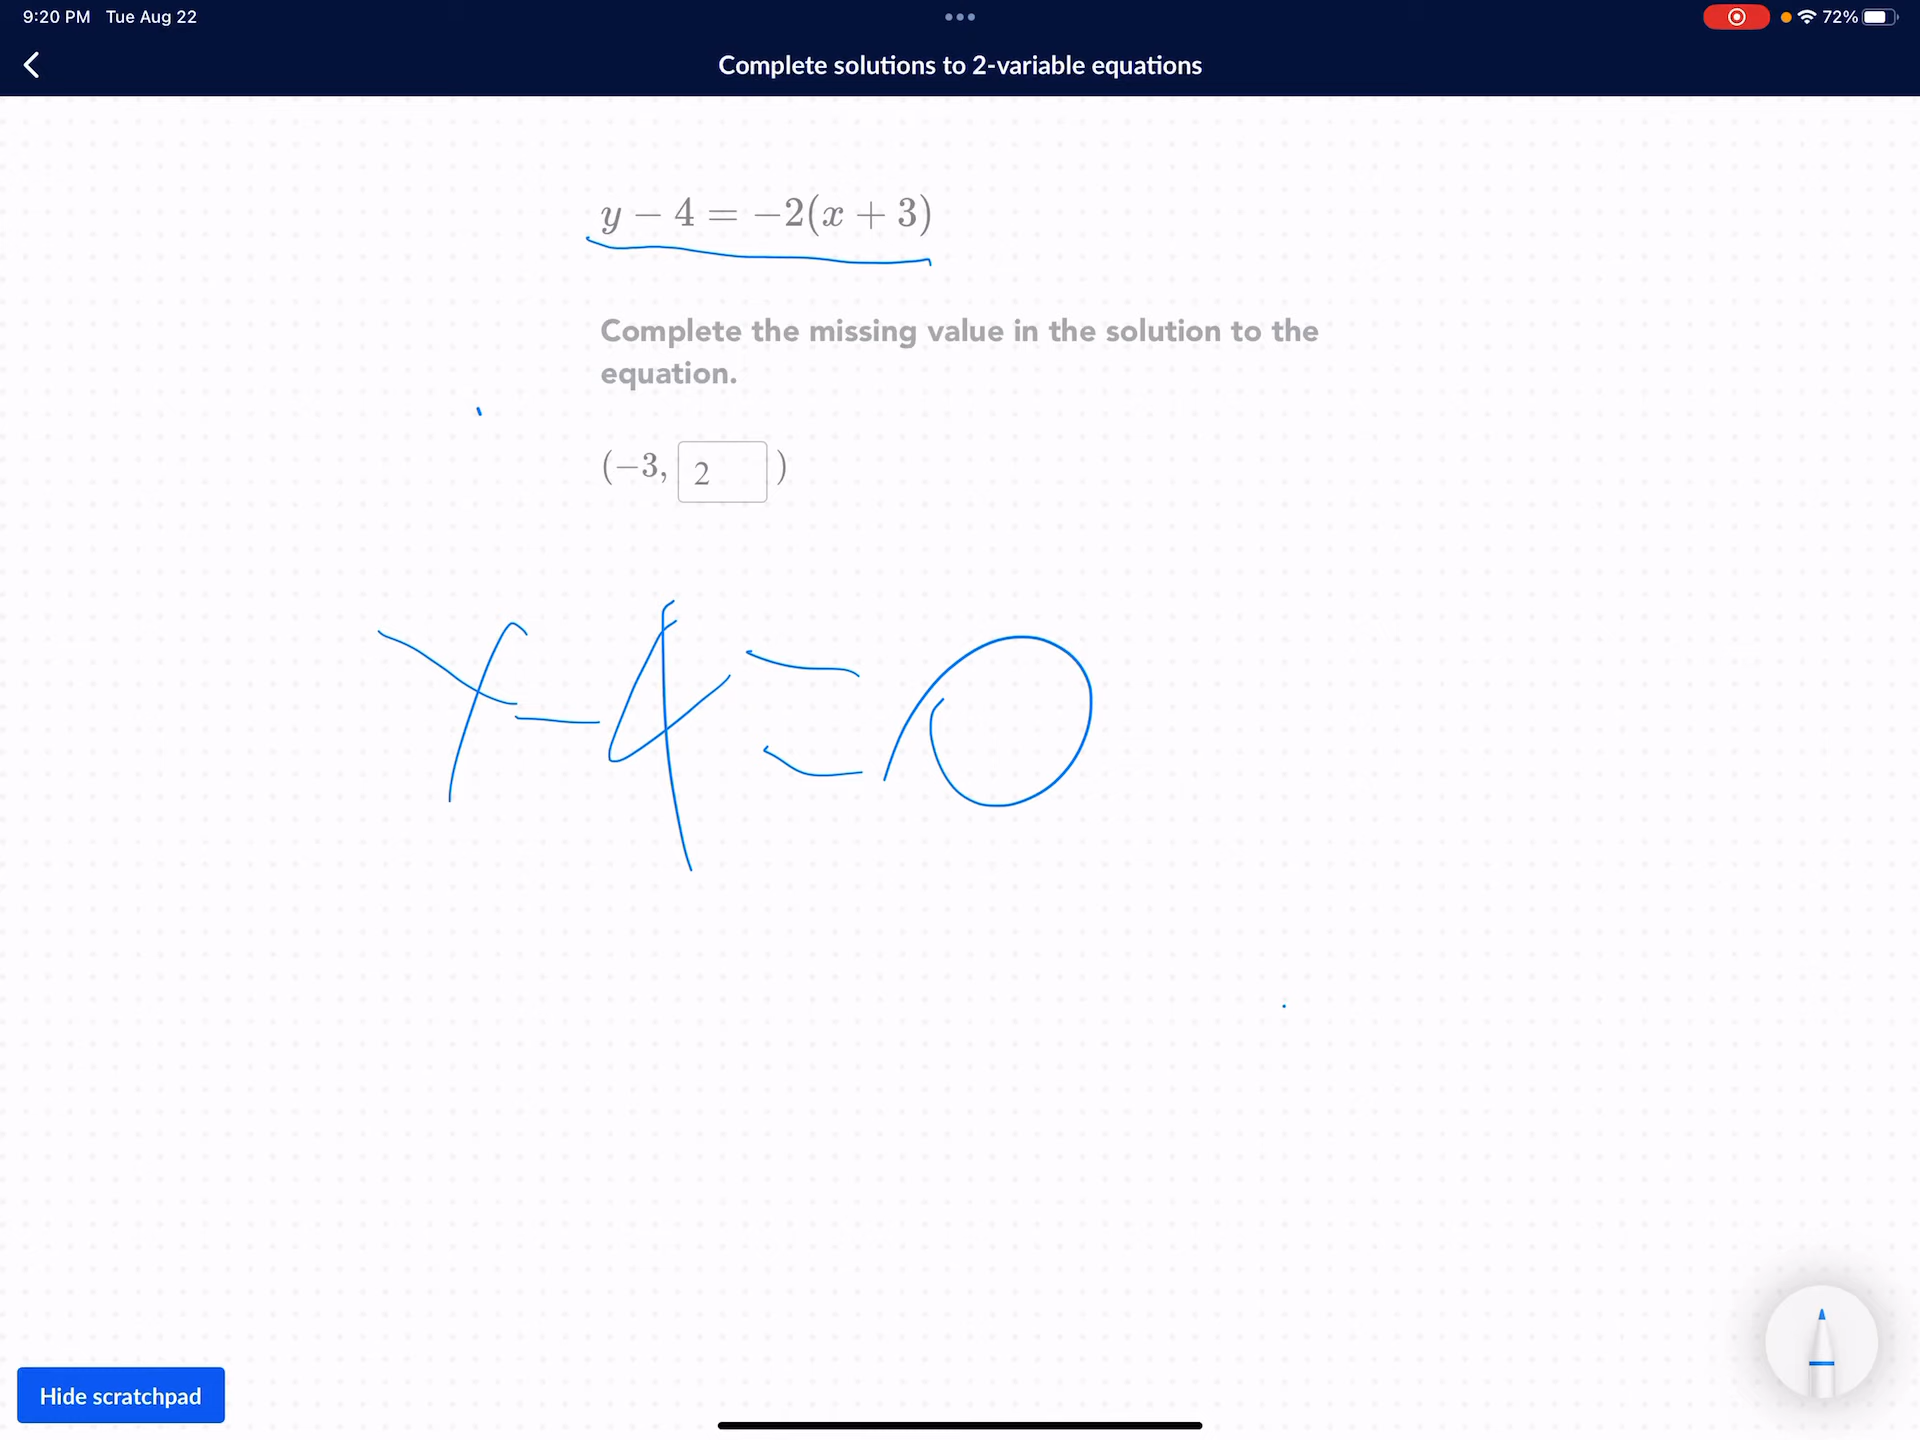 9:20 PM Tue Aug 22
72%
Complete solutions to 2-variable equations
y − 4 = −2(x + 3)
Complete the missing value in the solution to the
equation.
(−3, 2 )
Y-4=0
Hide scratchpad